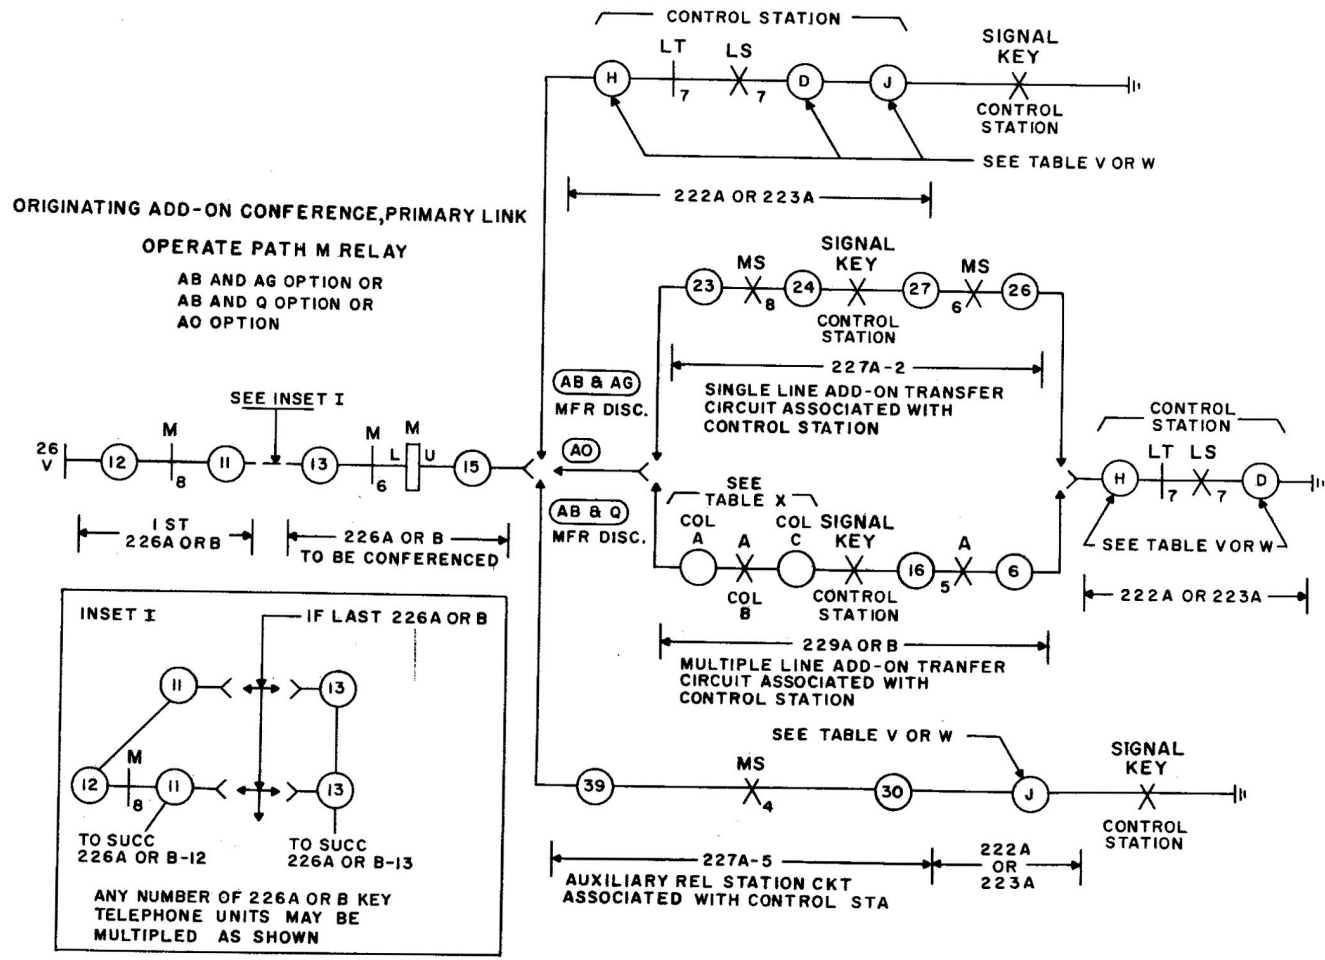 CONTROL STATION
H
LT
7
LS
7
D
J
SIGNAL
KEY
CONTROL
STATION
SEE TABLE V OR W
222A OR 223A
ORIGINATING ADD-ON CONFERENCE, PRIMARY LINK
OPERATE PATH M RELAY
AB AND AG OPTION OR
AB AND Q OPTION OR
AO OPTION
23
MS
8
24
SIGNAL
KEY
CONTROL
STATION
27
MS
6
26
227A-2
SINGLE LINE ADD-ON TRANSFER
CIRCUIT ASSOCIATED WITH
CONTROL STATION
AB & AG
MFR DISC.
AO
AB & Q
MFR DISC.
SEE INSET I
26
V
12
M
8
11
13
M
6
L
M
U
15
1 ST
226A OR B
226A OR B
TO BE CONFERENCED
SEE
TABLE X
COL
A
A
COL
B
COL
C
SIGNAL
KEY
CONTROL
STATION
16
5
A
6
229A OR B
MULTIPLE LINE ADD-ON TRANFER
CIRCUIT ASSOCIATED WITH
CONTROL STATION
CONTROL
STATION
H
LT
7
LS
7
D
SEE TABLE V OR W
222A OR 223A
INSET I
IF LAST 226A OR B
11
13
12
M
8
11
13
TO SUCC
226A OR B-12
TO SUCC
226A OR B-13
ANY NUMBER OF 226A OR B KEY
TELEPHONE UNITS MAY BE
MULTIPLED AS SHOWN
SEE TABLE V OR W
39
MS
4
30
J
SIGNAL
KEY
CONTROL
STATION
227A-5
AUXILIARY REL STATION CKT
ASSOCIATED WITH CONTROL STA
222A
OR
223A